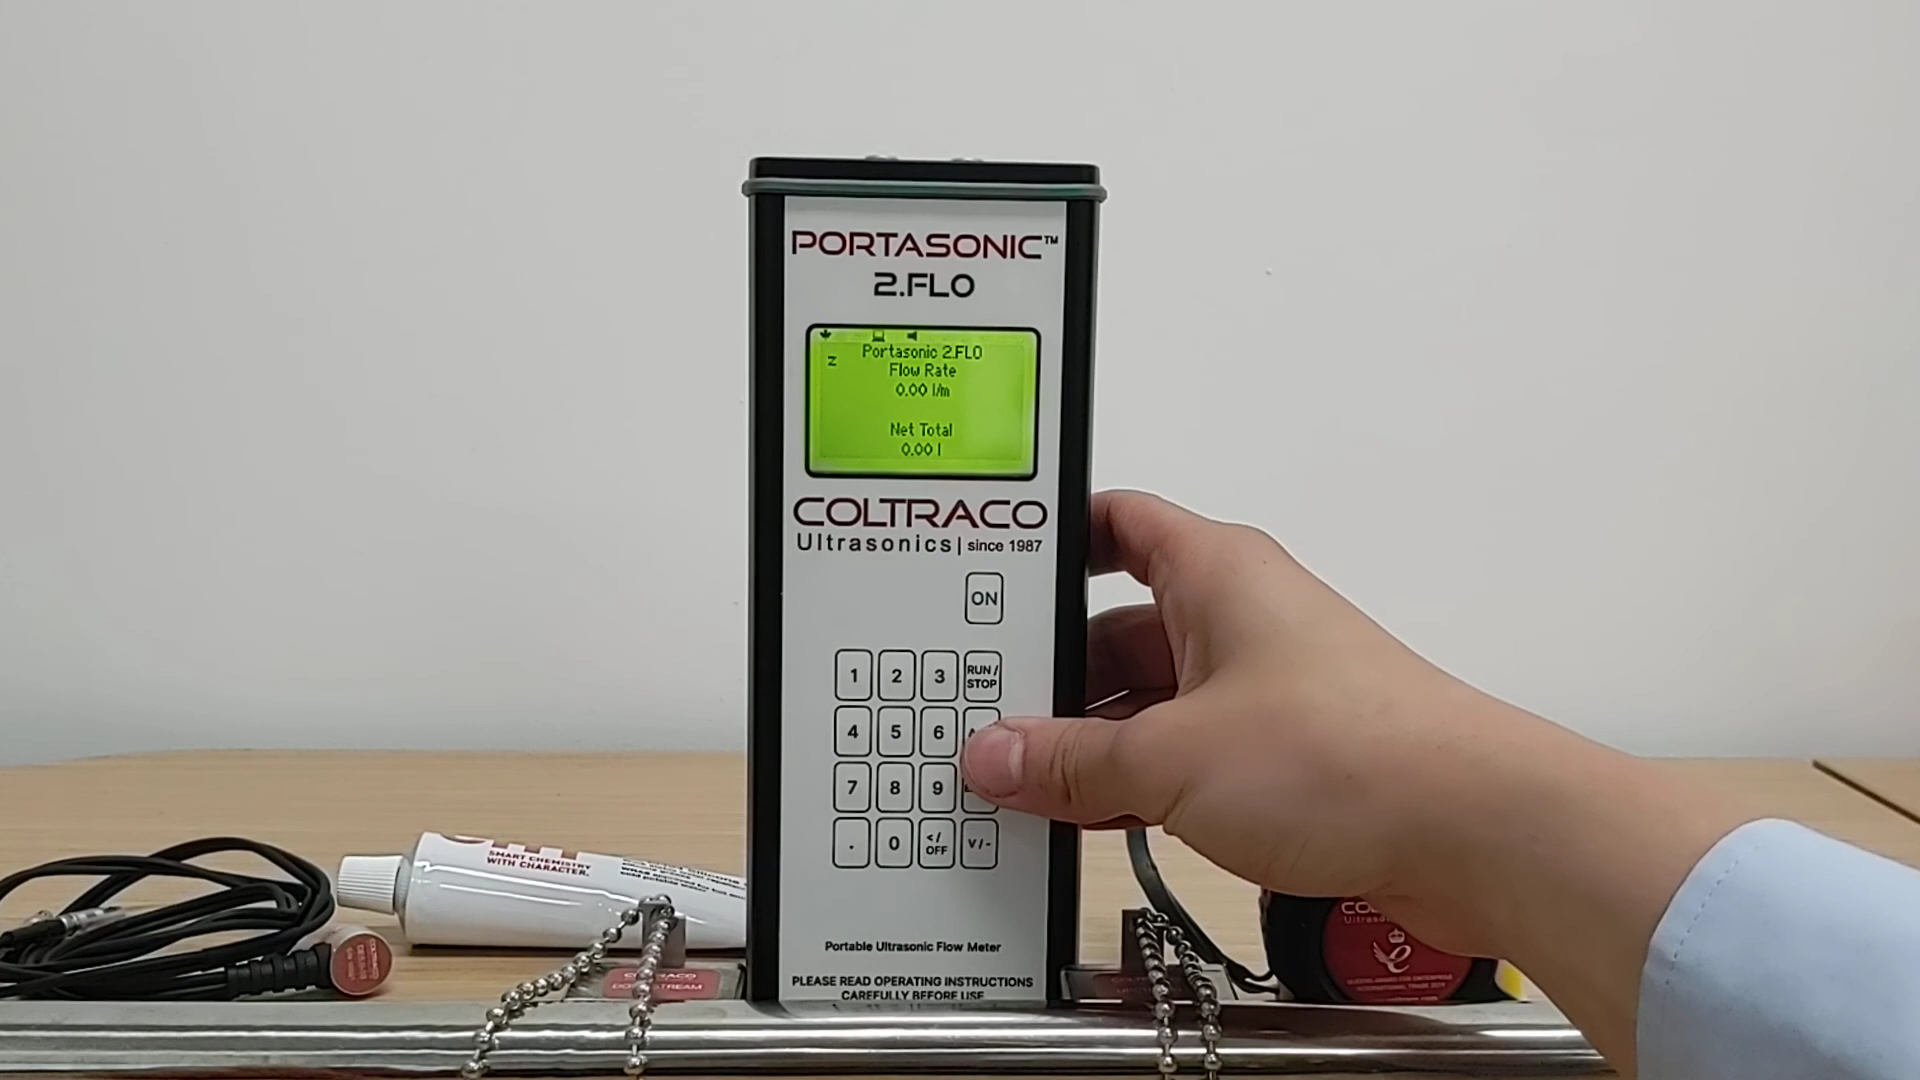 PORTASONIC™
2.FLO
Portasonic 2.FLO
Z
Flow Rate
0.00 l/m
Net Total
0.00 l
COLTRACO
Ultrasonics | since 1987
ON
1 2 3 RUN / STOP
4 5 6
7 8 9
. 0 </ OFF V/-
SMART CHEMISTRY
WITH CHARACTER.
Portable Ultrasonic Flow Meter
PLEASE READ OPERATING INSTRUCTIONS
CAREFULLY BEFORE USE
COLTRACO